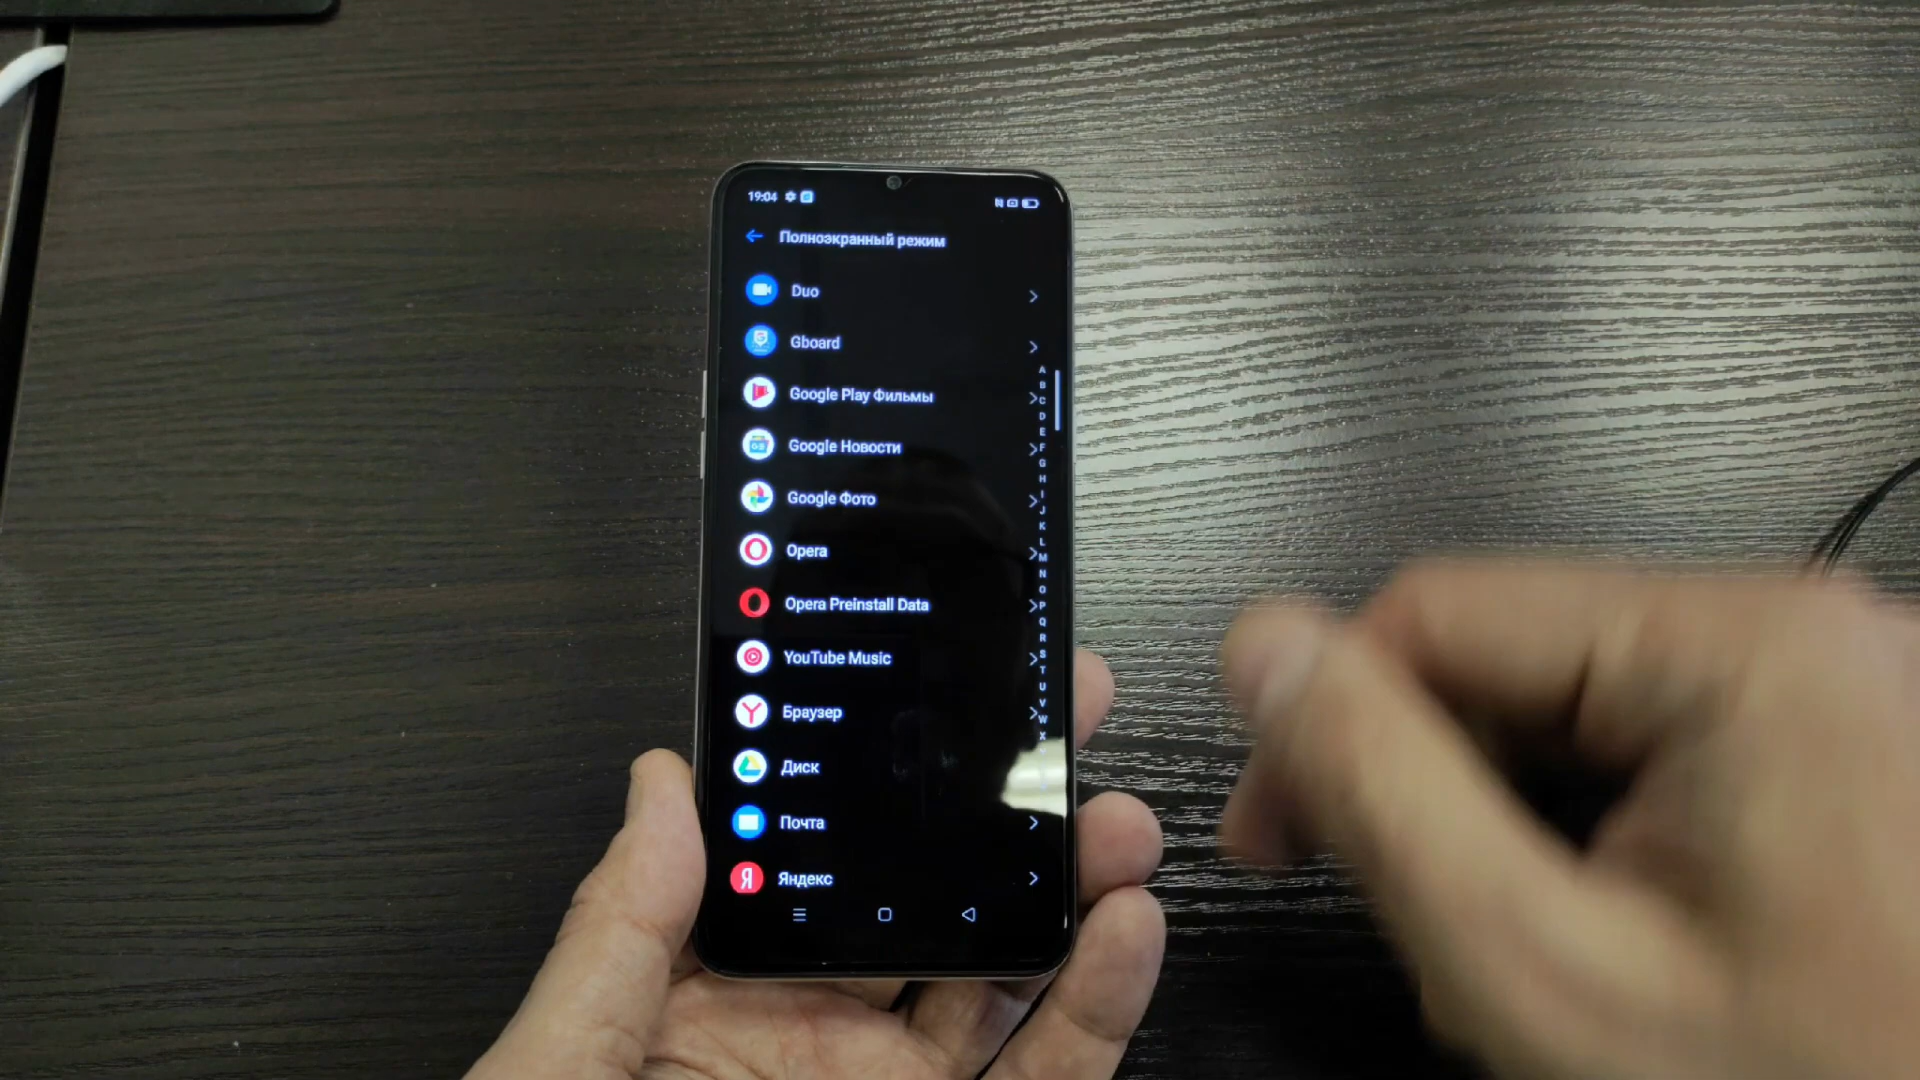 19:04
Полноэкранный режим
Duo
Gboard
Google Play Фильмы
Google Новости
Google Фото
Opera
Opera Preinstall Data
YouTube Music
Браузер
Диск
Почта
Яндекс
A
B
C
D
E
F
G
H
I
J
K
L
M
N
O
P
Q
R
S
T
U
V
W
X